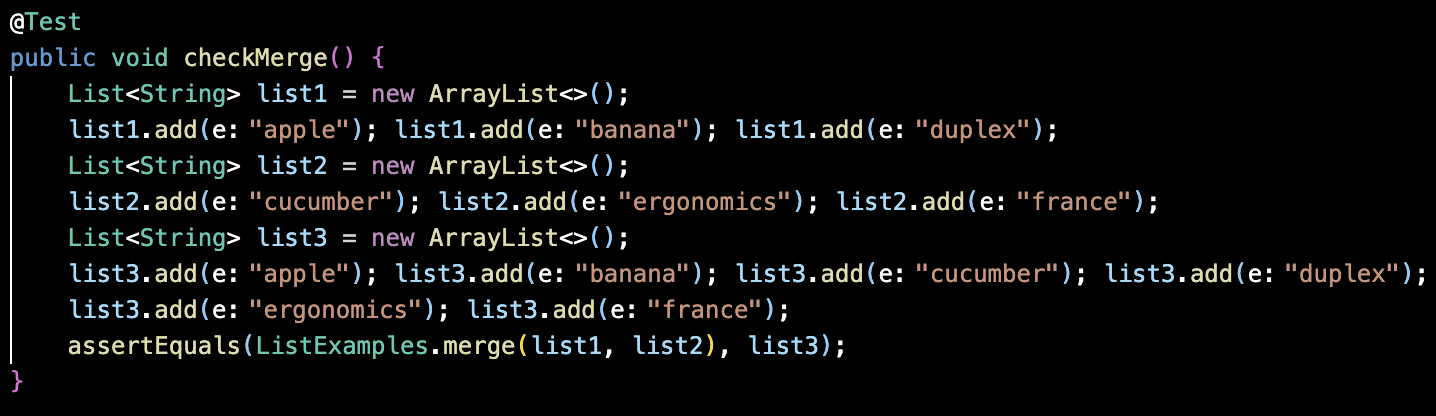 @Test
public void checkMerge() {
    List<String> list1 = new ArrayList<>();
    list1.add(e: "apple"); list1.add(e: "banana"); list1.add(e: "duplex");
    List<String> list2 = new ArrayList<>();
    list2.add(e: "cucumber"); list2.add(e: "ergonomics"); list2.add(e: "france");
    List<String> list3 = new ArrayList<>();
    list3.add(e: "apple"); list3.add(e: "banana"); list3.add(e: "cucumber"); list3.add(e: "duplex");
    list3.add(e: "ergonomics"); list3.add(e: "france");
    assertEquals(ListExamples.merge(list1, list2), list3);
}